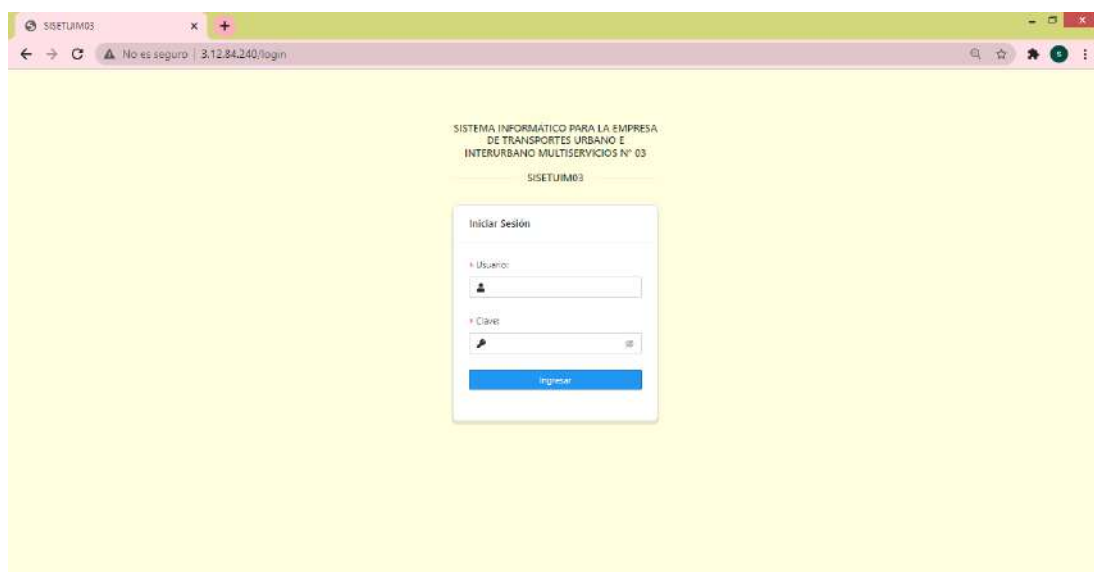 SISETUIM03
No es seguro | 3.12.84.240/login
SISTEMA INFORMÁTICO PARA LA EMPRESA
DE TRANSPORTES URBANO E
INTERURBANO MULTISERVICIOS N° 03
SISETUIM03
Iniciar Sesión
* Usuario:
* Clave:
Ingresar